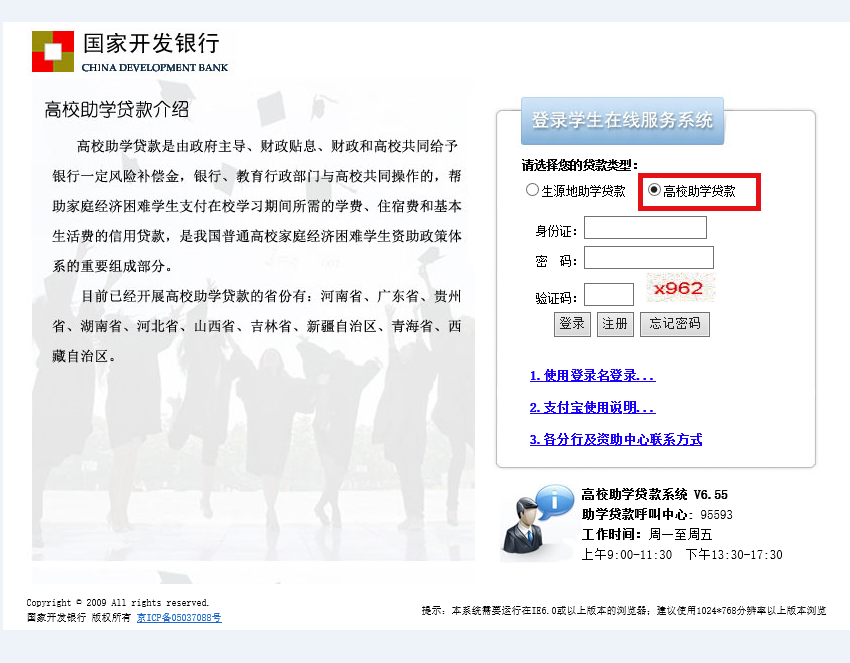 国家开发银行
CHINA DEVELOPMENT BANK
高校助学贷款介绍
高校助学贷款是由政府主导、财政贴息、财政和高校共同给予
银行一定风险补偿金，银行、教育行政部门与高校共同操作的，帮
助家庭经济困难学生支付在校学习期间所需的学费、住宿费和基本
生活费的信用贷款，是我国普通高校家庭经济困难学生资助政策体
系的重要组成部分。
目前已经开展高校助学贷款的省份有：河南省、广东省、贵州
省、湖南省、河北省、山西省、吉林省、新疆自治区、青海省、西
藏自治区。
登录学生在线服务系统
请选择您的贷款类型：
生源地助学贷款 高校助学贷款
身份证：
密 码：
验证码： x962
登录 注册 忘记密码
1.使用登录名登录...
2.支付宝使用说明...
3.各分行及资助中心联系方式
高校助学贷款系统 V6.55
助学贷款呼叫中心：95593
工作时间：周一至周五
上午9:00-11:30 下午13:30-17:30
Copyright © 2009 All rights reserved.
国家开发银行 版权所有 京ICP备05037088号
提示：本系统需要运行在IE6.0或以上版本的浏览器；建议使用1024*768分辨率以上版本浏览